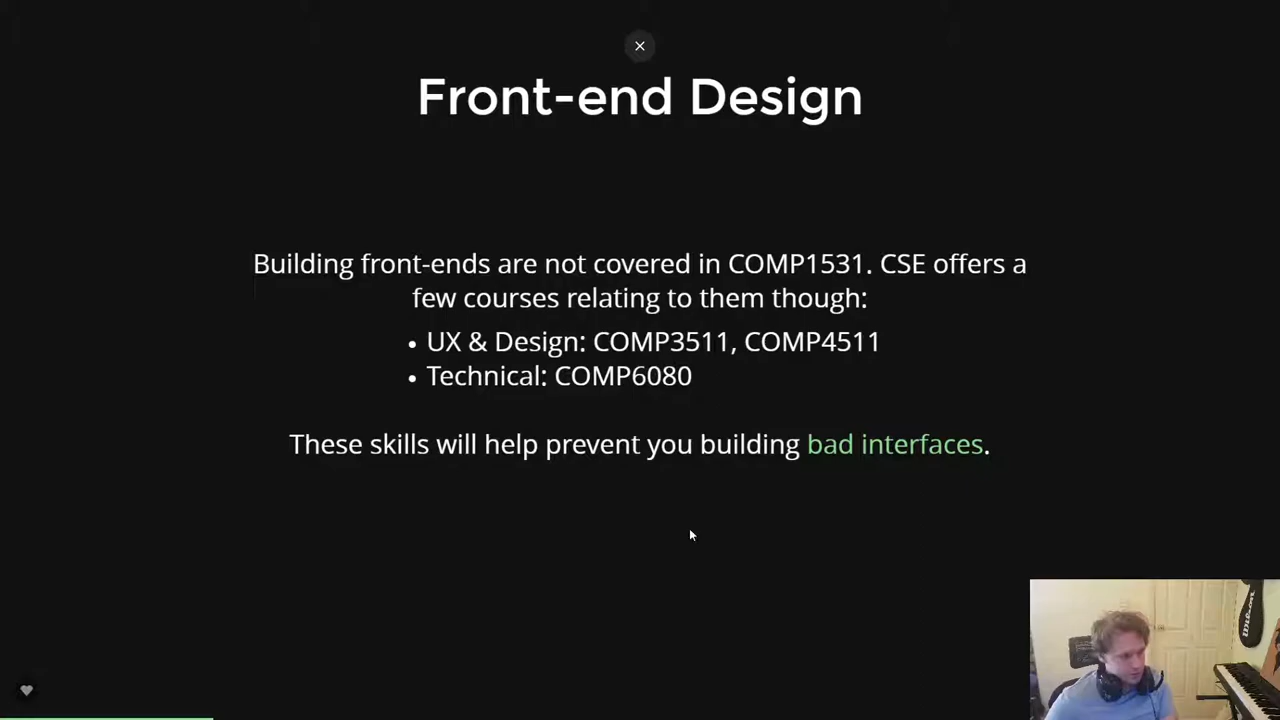 Front-end Design
Building front-ends are not covered in COMP1531. CSE offers a
few courses relating to them though:
• UX & Design: COMP3511, COMP4511
• Technical: COMP6080
These skills will help prevent you building bad interfaces.
Wilson